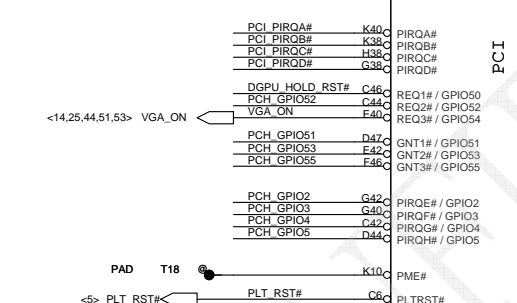 PCI_PIRQA# K40 PIRQA#
PCI_PIRQB# K38 PIRQB#
PCI_PIRQC# H38 PIRQC#
PCI_PIRQD# G38 PIRQD#
PCI
DGPU_HOLD_RST# C46 REQ1# / GPIO50
PCH_GPIO52 C44 REQ2# / GPIO52
<14,25,44,51,53> VGA_ON VGA_ON E40 REQ3# / GPIO54
PCH_GPIO51 D47 GNT1# / GPIO51
PCH_GPIO53 E42 GNT2# / GPIO53
PCH_GPIO55 F46 GNT3# / GPIO55
PCH_GPIO2 G42 PIRQE# / GPIO2
PCH_GPIO3 G40 PIRQF# / GPIO3
PCH_GPIO4 C42 PIRQG# / GPIO4
PCH_GPIO5 D44 PIRQH# / GPIO5
PAD T18 @ K10 PME#
<5> PLT_RST# PLT_RST# C6 PLTRST#